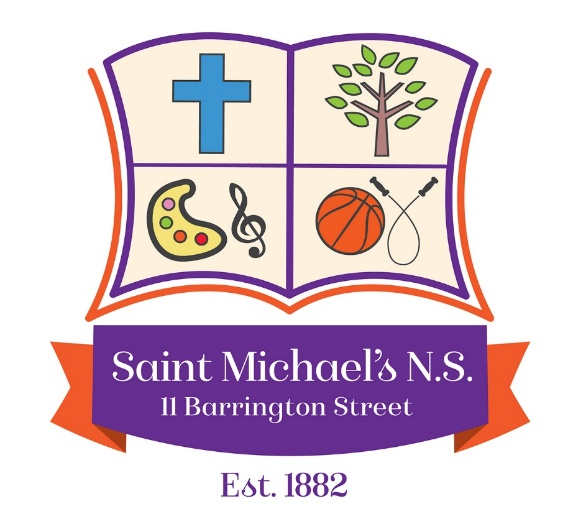 Saint Michael's N.S.
11 Barrington Street
Est. 1882